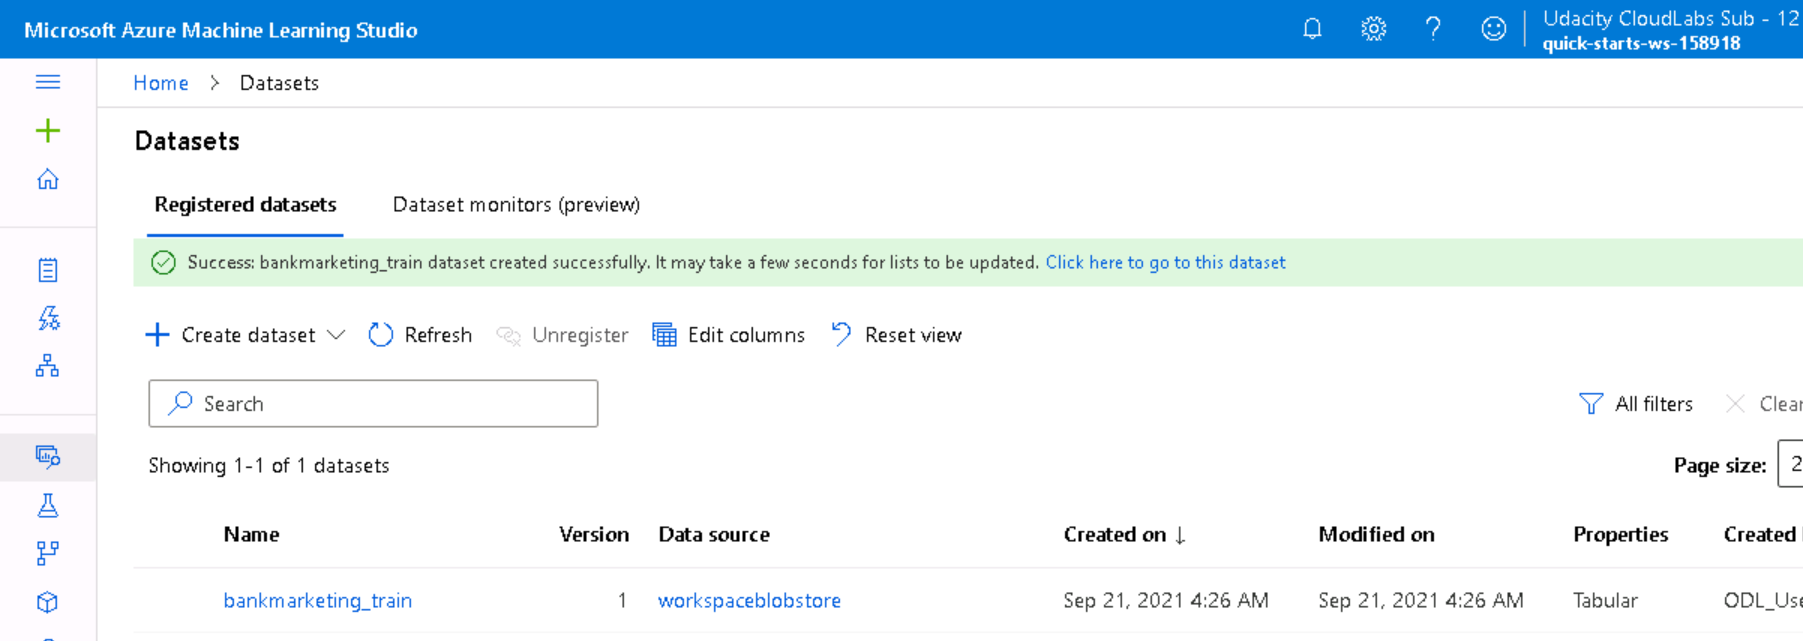 Microsoft Azure Machine Learning Studio
Udacity CloudLabs Sub - 12
quick-starts-ws-158918
Home > Datasets
Datasets
Registered datasets Dataset monitors (preview)
Success: bankmarketing_train dataset created successfully. It may take a few seconds for lists to be updated. Click here to go to this dataset
Create dataset Refresh Unregister Edit columns Reset view
Search All filters
Showing 1-1 of 1 datasets Page size: 2
Name Version Data source Created on ↓ Modified on Properties Created
bankmarketing_train 1 workspaceblobstore Sep 21, 2021 4:26 AM Sep 21, 2021 4:26 AM Tabular